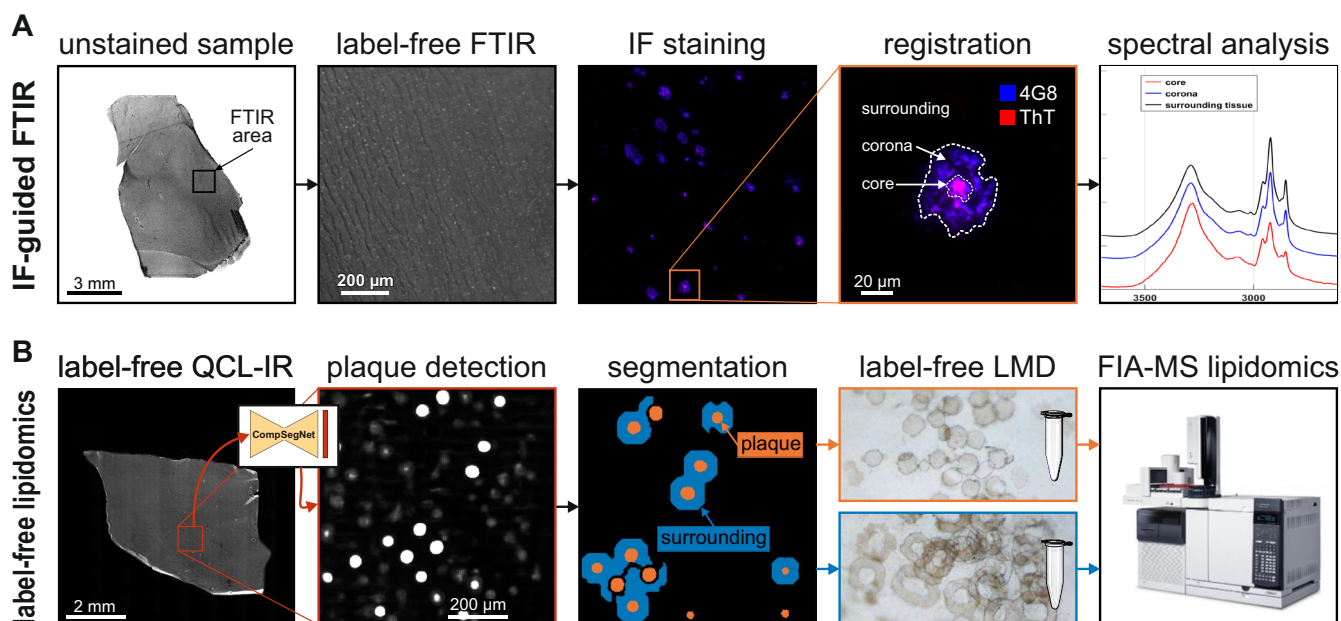 A
IF-guided FTIR
unstained sample
label-free FTIR
IF staining
registration
spectral analysis
FTIR
area
3 mm
200 µm
surrounding
corona
core
4G8
ThT
20 µm
core
corona
surrounding tissue
3500
3000
B
label-free lipidomics
label-free QCL-IR
plaque detection
segmentation
label-free LMD
FIA-MS lipidomics
CompSegNet
2 mm
200 µm
plaque
surrounding